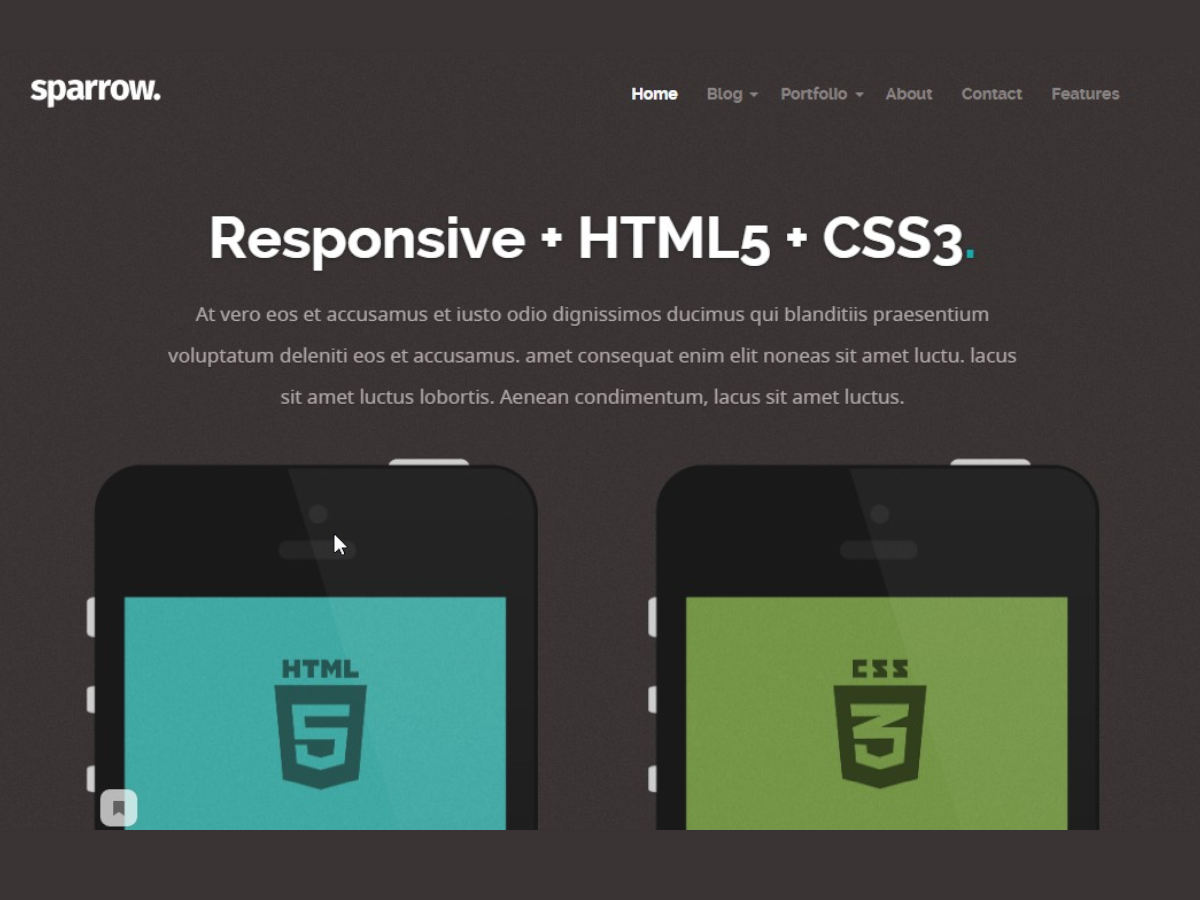 sparrow.
Home Blog Portfolio About Contact Features
Responsive + HTML5 + CSS3.
At vero eos et accusamus et iusto odio dignissimos ducimus qui blanditiis praesentium
voluptatum deleniti eos et accusamus. amet consequat enim elit noneas sit amet luctu. lacus
sit amet luctus lobortis. Aenean condimentum, lacus sit amet luctus.
HTML
5
CSS
3